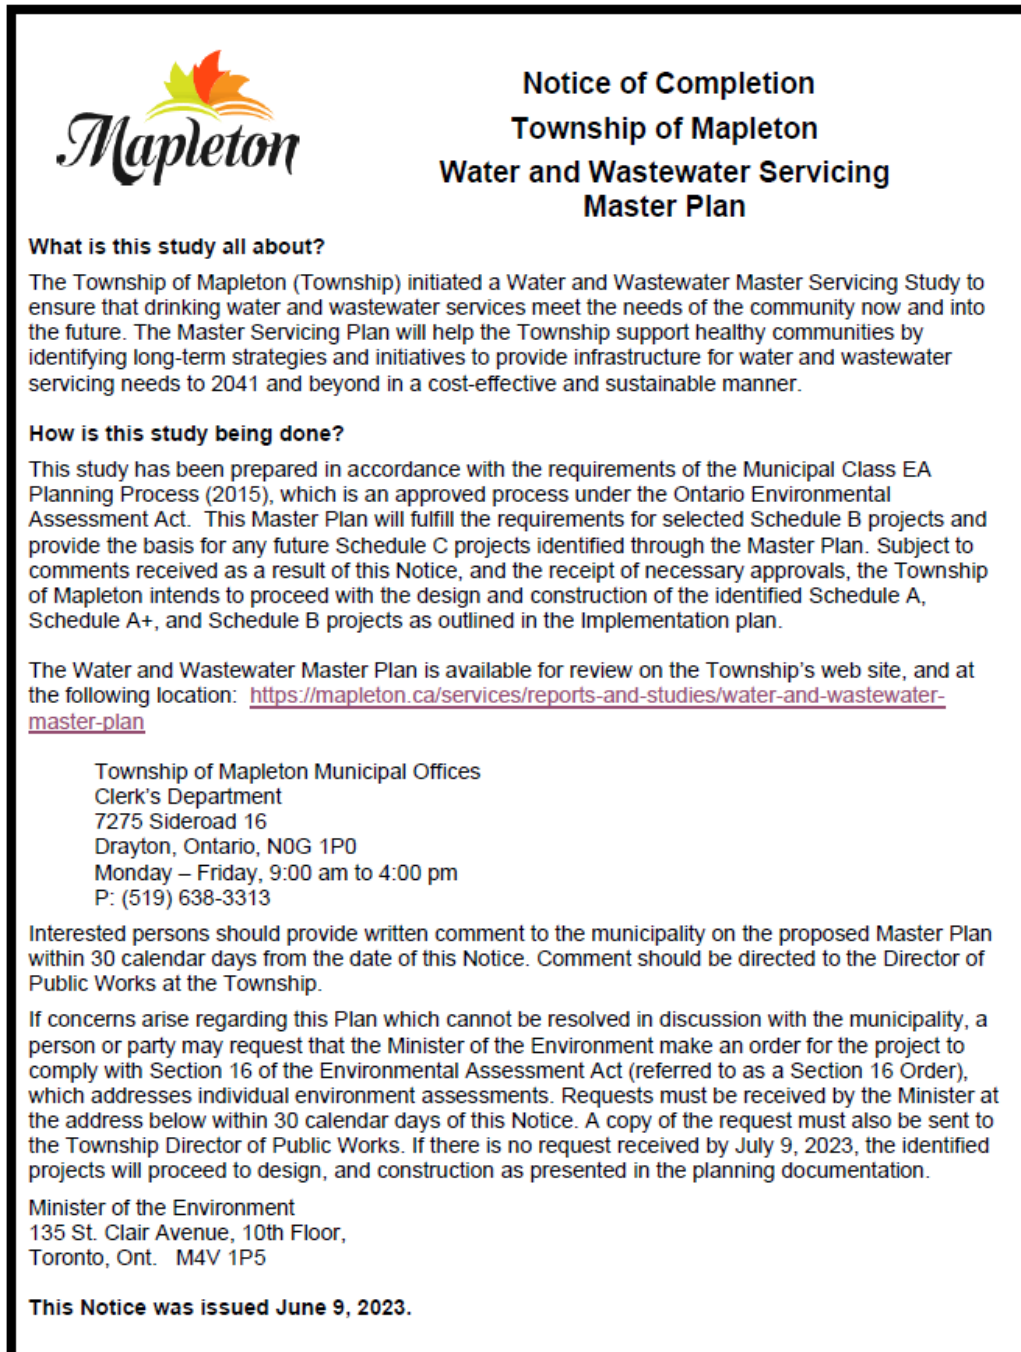 Mapleton
Notice of Completion
Township of Mapleton
Water and Wastewater Servicing
Master Plan
What is this study all about?
The Township of Mapleton (Township) initiated a Water and Wastewater Master Servicing Study to
ensure that drinking water and wastewater services meet the needs of the community now and into
the future. The Master Servicing Plan will help the Township support healthy communities by
identifying long-term strategies and initiatives to provide infrastructure for water and wastewater
servicing needs to 2041 and beyond in a cost-effective and sustainable manner.
How is this study being done?
This study has been prepared in accordance with the requirements of the Municipal Class EA
Planning Process (2015), which is an approved process under the Ontario Environmental
Assessment Act.  This Master Plan will fulfill the requirements for selected Schedule B projects and
provide the basis for any future Schedule C projects identified through the Master Plan. Subject to
comments received as a result of this Notice, and the receipt of necessary approvals, the Township
of Mapleton intends to proceed with the design and construction of the identified Schedule A,
Schedule A+, and Schedule B projects as outlined in the Implementation plan.
The Water and Wastewater Master Plan is available for review on the Township's web site, and at
the following location:  https://mapleton.ca/services/reports-and-studies/water-and-wastewater-
master-plan
Township of Mapleton Municipal Offices
Clerk's Department
7275 Sideroad 16
Drayton, Ontario, N0G 1P0
Monday – Friday, 9:00 am to 4:00 pm
P: (519) 638-3313
Interested persons should provide written comment to the municipality on the proposed Master Plan
within 30 calendar days from the date of this Notice. Comment should be directed to the Director of
Public Works at the Township.
If concerns arise regarding this Plan which cannot be resolved in discussion with the municipality, a
person or party may request that the Minister of the Environment make an order for the project to
comply with Section 16 of the Environmental Assessment Act (referred to as a Section 16 Order),
which addresses individual environment assessments. Requests must be received by the Minister at
the address below within 30 calendar days of this Notice. A copy of the request must also be sent to
the Township Director of Public Works. If there is no request received by July 9, 2023, the identified
projects will proceed to design, and construction as presented in the planning documentation.
Minister of the Environment
135 St. Clair Avenue, 10th Floor,
Toronto, Ont.   M4V 1P5
This Notice was issued June 9, 2023.